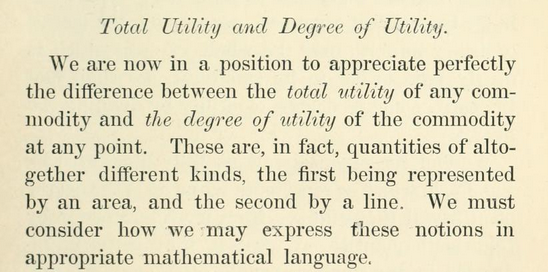 Total Utility and Degree of Utility.
We are now in a position to appreciate perfectly
the difference between the total utility of any com-
modity and the degree of utility of the commodity
at any point. These are, in fact, quantities of alto-
gether different kinds, the first being represented
by an area, and the second by a line. We must
consider how we may express these notions in
appropriate mathematical language.